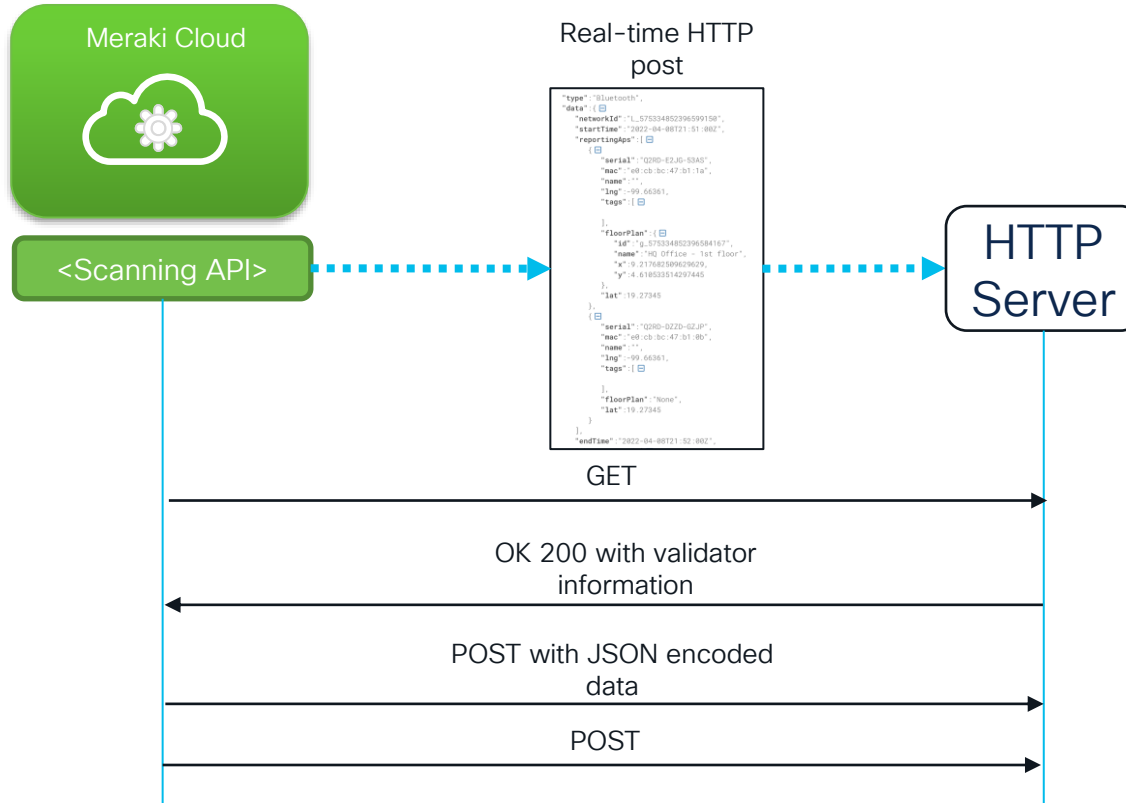 Meraki Cloud
<Scanning API>
Real-time HTTP
post
"type":"Bluetooth",
"data":{
"networkId":"L_575334852396599150",
"startTime":"2022-04-08T21:51:00Z",
"reportingAps":[
{
"serial":"Q2RD-E2JG-S3AS",
"mac":"e0:cb:bc:47:b1:1a",
"name":"",
"lng":-99.66361,
"tags":[
],
"floorPlan":{
"id":"g_575334852396584167",
"name":"HQ Office - 1st floor",
"x":9.217682509629629,
"y":4.610533514297445
},
"lat":19.27345
},
{
"serial":"Q2RD-DZZD-GZJP",
"mac":"e0:cb:bc:47:b1:0b",
"name":"",
"lng":-99.66361,
"tags":[
],
"floorPlan":"None",
"lat":19.27345
}
],
"endTime":"2022-04-08T21:52:00Z",
HTTP
Server
GET
OK 200 with validator
information
POST with JSON encoded
data
POST